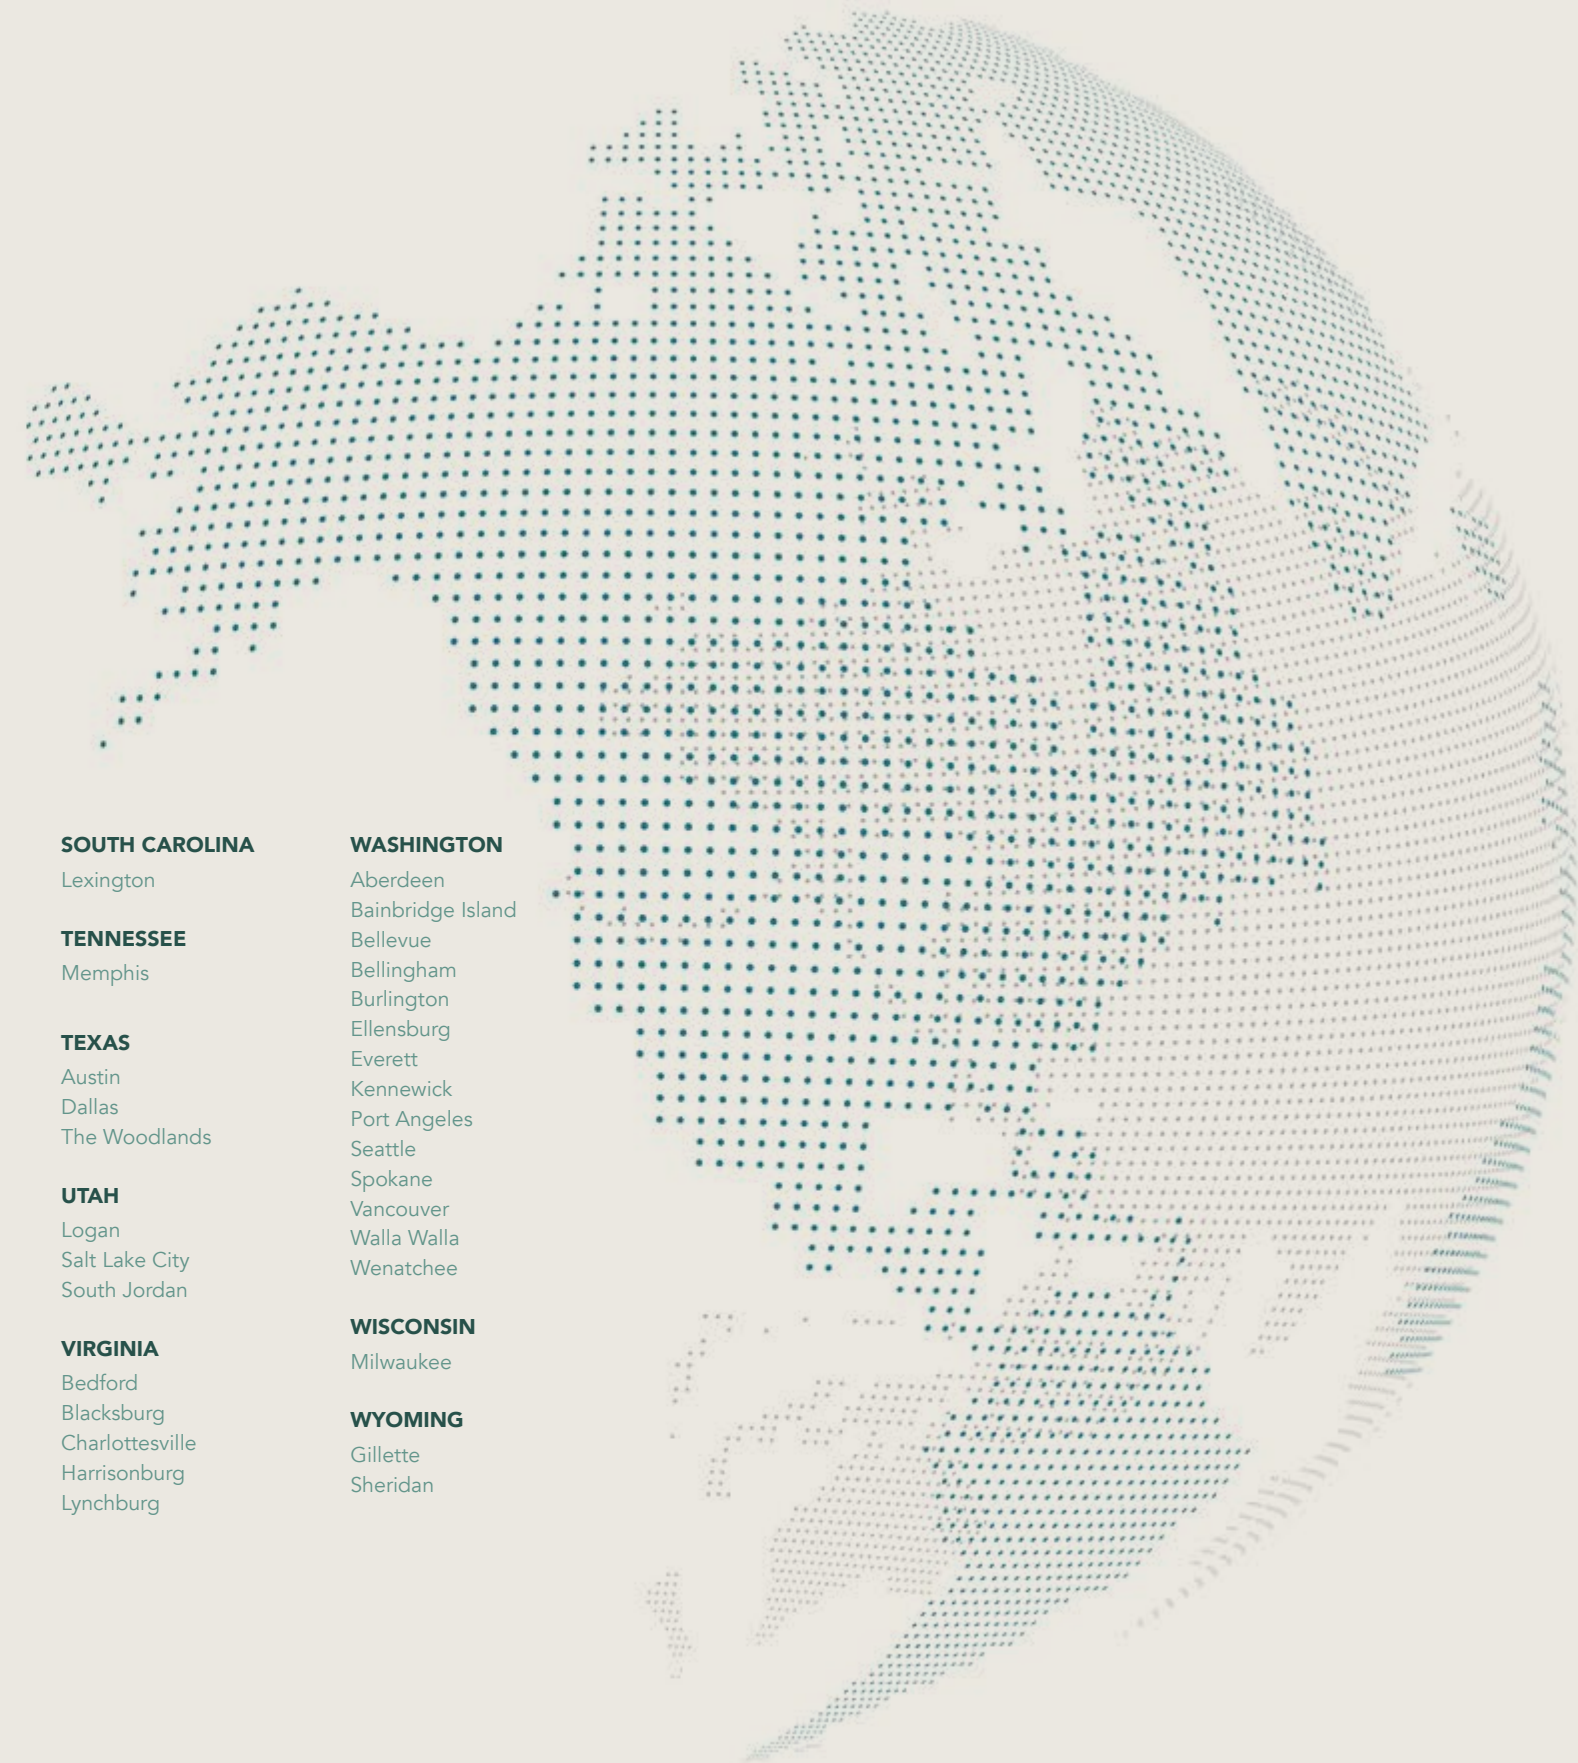 SOUTH CAROLINA
Lexington
TENNESSEE
Memphis
TEXAS
Austin
Dallas
The Woodlands
UTAH
Logan
Salt Lake City
South Jordan
VIRGINIA
Bedford
Blacksburg
Charlottesville
Harrisonburg
Lynchburg
WASHINGTON
Aberdeen
Bainbridge Island
Bellevue
Bellingham
Burlington
Ellensburg
Everett
Kennewick
Port Angeles
Seattle
Spokane
Vancouver
Walla Walla
Wenatchee
WISCONSIN
Milwaukee
WYOMING
Gillette
Sheridan